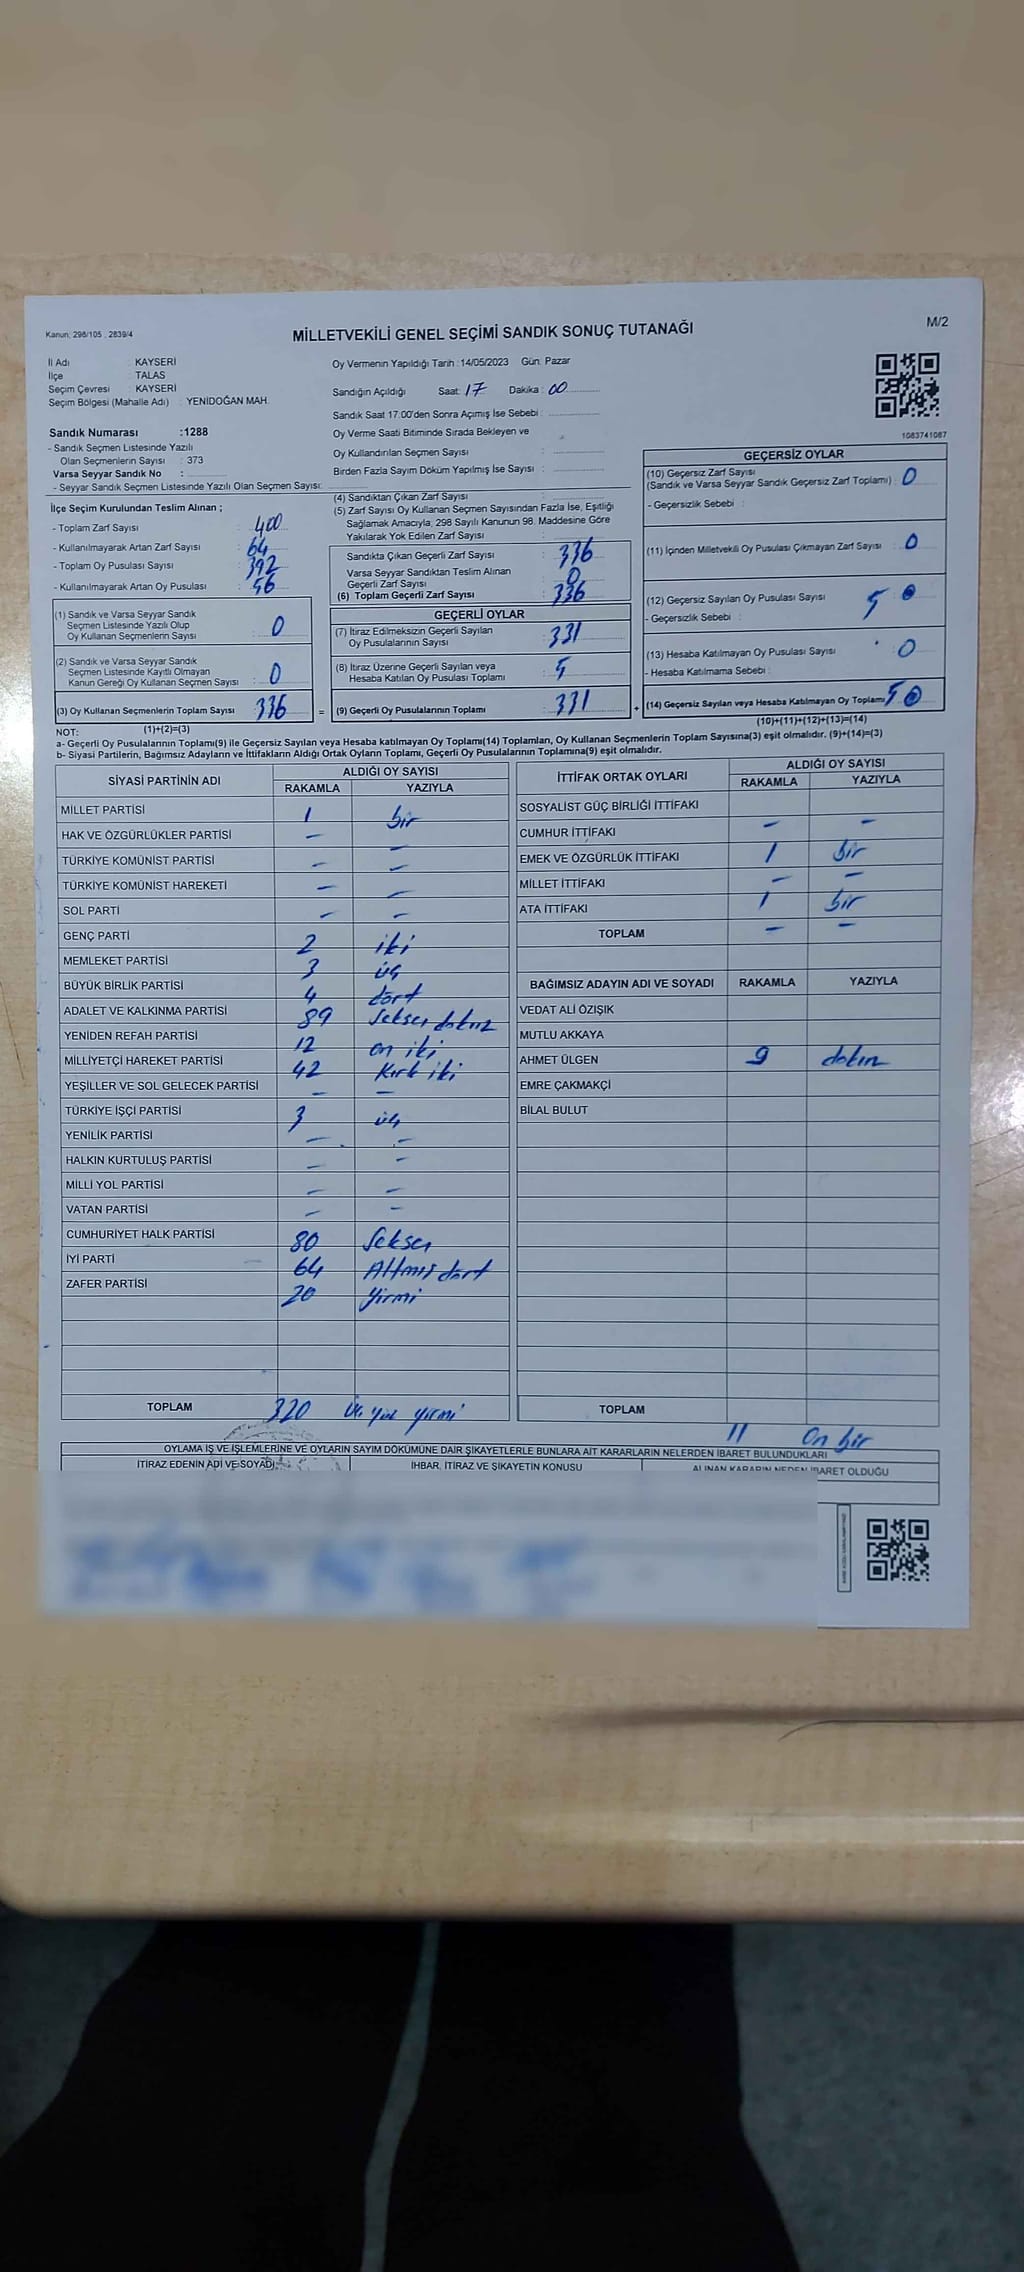 Kanun: 298/105 . 2839/4
MİLLETVEKİLİ GENEL SEÇİMİ SANDIK SONUÇ TUTANAĞI
M/2
İl Adı : KAYSERİ
İlçe : TALAS
Seçim Çevresi : KAYSERİ
Seçim Bölgesi (Mahalle Adı) : YENİDOĞAN MAH.
Sandık Numarası :1288
- Sandık Seçmen Listesinde Yazılı
Olan Seçmenlerin Sayısı : 373
Varsa Seyyar Sandık No :
- Seyyar Sandık Seçmen Listesinde Yazılı Olan Seçmen Sayısı:
Oy Vermenin Yapıldığı Tarih :14/05/2023 Gün: Pazar
Sandığın Açıldığı Saat: 17 Dakika : 00
Sandık Saat 17:00'den Sonra Açımış İse Sebebi :
Oy Verme Saati Bitiminde Sırada Bekleyen ve
Oy Kullandırılan Seçmen Sayısı :
Birden Fazla Sayım Döküm Yapılmış İse Sayısı :
1083741087
İlçe Seçim Kurulundan Teslim Alınan ;
- Toplam Zarf Sayısı : 400
- Kullanılmayarak Artan Zarf Sayısı : 64
- Toplam Oy Pusulası Sayısı : 392
- Kullanılmayarak Artan Oy Pusulası : 56
(1) Sandık ve Varsa Seyyar Sandık
Seçmen Listesinde Yazılı Olup
Oy Kullanan Seçmenlerin Sayısı : 0
(2) Sandık ve Varsa Seyyar Sandık
Seçmen Listesinde Kayıtlı Olmayan
Kanun Gereği Oy Kullanan Seçmen Sayısı : 0
(3) Oy Kullanan Seçmenlerin Toplam Sayısı 336 =
(4) Sandıktan Çıkan Zarf Sayısı :
(5) Zarf Sayısı Oy Kullanan Seçmen Sayısından Fazla İse, Eşitliği
Sağlamak Amacıyla, 298 Sayılı Kanunun 98. Maddesine Göre
Yakılarak Yok Edilen Zarf Sayısı :
Sandıkta Çıkan Geçerli Zarf Sayısı : 336
Varsa Seyyar Sandıktan Teslim Alınan
Geçerli Zarf Sayısı : 0
(6) Toplam Geçerli Zarf Sayısı : 336
GEÇERLİ OYLAR
(7) İtiraz Edilmeksizin Geçerli Sayılan
Oy Pusulalarının Sayısı : 331
(8) İtiraz Üzerine Geçerli Sayılan veya
Hesaba Katılan Oy Pusulası Toplamı : 5
(9) Geçerli Oy Pusulalarının Toplamı : 331 +
GEÇERSİZ OYLAR
(10) Geçersiz Zarf Sayısı
(Sandık ve Varsa Seyyar Sandık Geçersiz Zarf Toplamı) : 0
- Geçersizlik Sebebi :
(11) İçinden Milletvekili Oy Pusulası Çıkmayan Zarf Sayısı : 0
(12) Geçersiz Sayılan Oy Pusulası Sayısı : 5
- Geçersizlik Sebebi :
(13) Hesaba Katılmayan Oy Pusulası Sayısı : 0
- Hesaba Katılmama Sebebi :
(14) Geçersiz Sayılan veya Hesaba Katılmayan Oy Toplamı 5
(10)+(11)+(12)+(13)=(14)
NOT: (1)+(2)=(3)
a- Geçerli Oy Pusulalarının Toplamı(9) ile Geçersiz Sayılan veya Hesaba katılmayan Oy Toplamı(14) Toplamları, Oy Kullanan Seçmenlerin Toplam Sayısına(3) eşit olmalıdır. (9)+(14)=(3)
b- Siyasi Partilerin, Bağımsız Adayların ve İttifakların Aldığı Ortak Oyların Toplamı, Geçerli Oy Pusulalarının Toplamına(9) eşit olmalıdır.
SİYASİ PARTİNİN ADI ALDIĞI OY SAYISI
RAKAMLA YAZIYLA
MİLLET PARTİSİ 1 bir
HAK VE ÖZGÜRLÜKLER PARTİSİ – –
TÜRKİYE KOMÜNİST PARTİSİ – –
TÜRKİYE KOMÜNİST HAREKETİ – –
SOL PARTİ – –
GENÇ PARTİ 2 iki
MEMLEKET PARTİSİ 3 üç
BÜYÜK BİRLİK PARTİSİ 4 dört
ADALET VE KALKINMA PARTİSİ 89 Seksen dokuz
YENİDEN REFAH PARTİSİ 12 on iki
MİLLİYETÇİ HAREKET PARTİSİ 42 Kırk iki
YEŞİLLER VE SOL GELECEK PARTİSİ – –
TÜRKİYE İŞÇİ PARTİSİ 3 üç
YENİLİK PARTİSİ – –
HALKIN KURTULUŞ PARTİSİ – –
MİLLİ YOL PARTİSİ – –
VATAN PARTİSİ – –
CUMHURİYET HALK PARTİSİ 80 Seksen
İYİ PARTİ 64 Altmış dört
ZAFER PARTİSİ 20 yirmi
TOPLAM 320 Üç yüz yirmi
İTTİFAK ORTAK OYLARI ALDIĞI OY SAYISI
RAKAMLA YAZIYLA
SOSYALİST GÜÇ BİRLİĞİ İTTİFAKI
CUMHUR İTTİFAKI – –
EMEK VE ÖZGÜRLÜK İTTİFAKI 1 bir
MİLLET İTTİFAKI – –
ATA İTTİFAKI 1 bir
TOPLAM – –
BAĞIMSIZ ADAYIN ADI VE SOYADI RAKAMLA YAZIYLA
VEDAT ALİ ÖZIŞIK
MUTLU AKKAYA
AHMET ÜLGEN 9 dokuz
EMRE ÇAKMAKÇİ
BİLAL BULUT
TOPLAM
11 On bir
OYLAMA İŞ VE İŞLEMLERİNE VE OYLARIN SAYIM DÖKÜMÜNE DAİR ŞİKAYETLERLE BUNLARA AİT KARARLARIN NELERDEN İBARET BULUNDUKLARI
İTİRAZ EDENİN ADI VE SOYADI
İHBAR, İTİRAZ VE ŞİKAYETİN KONUSU
ALINAN KARARIN NEDEN İBARET OLDUĞU